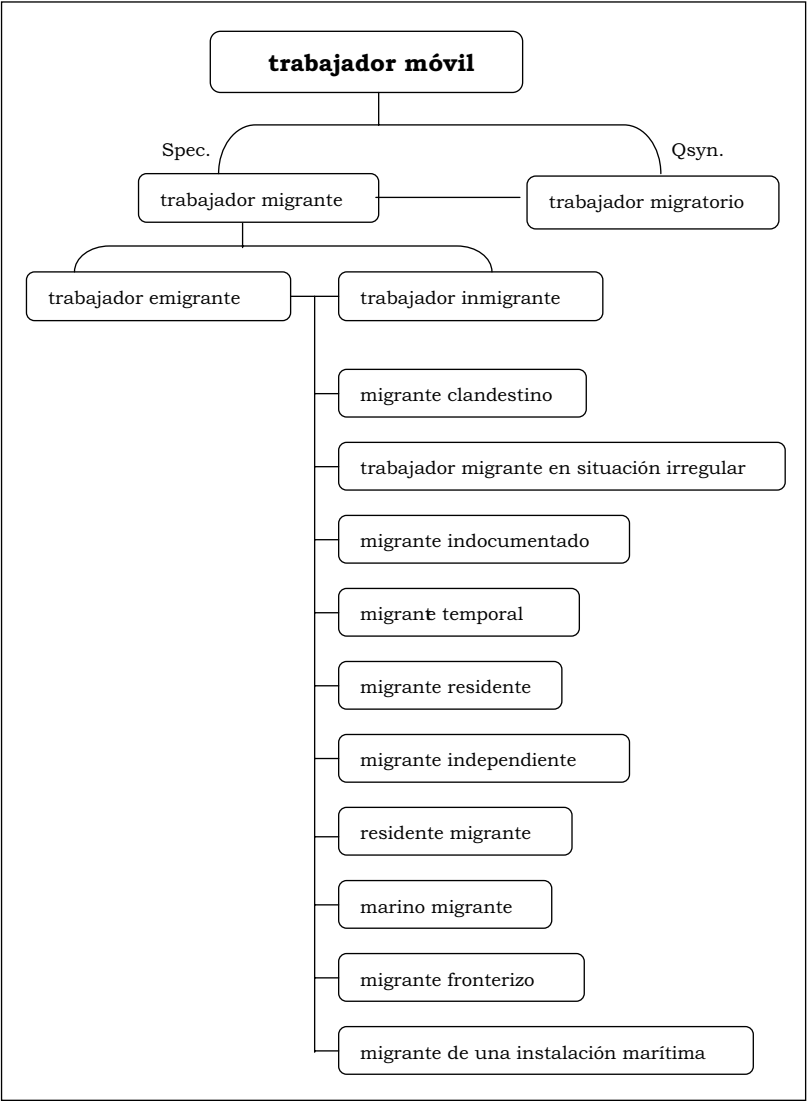 trabajador móvil
Spec.
Qsyn.
trabajador migrante
trabajador migratorio
trabajador emigrante
trabajador inmigrante
migrante clandestino
trabajador migrante en situación irregular
migrante indocumentado
migrante temporal
migrante residente
migrante independiente
residente migrante
marino migrante
migrante fronterizo
migrante de una instalación marítima